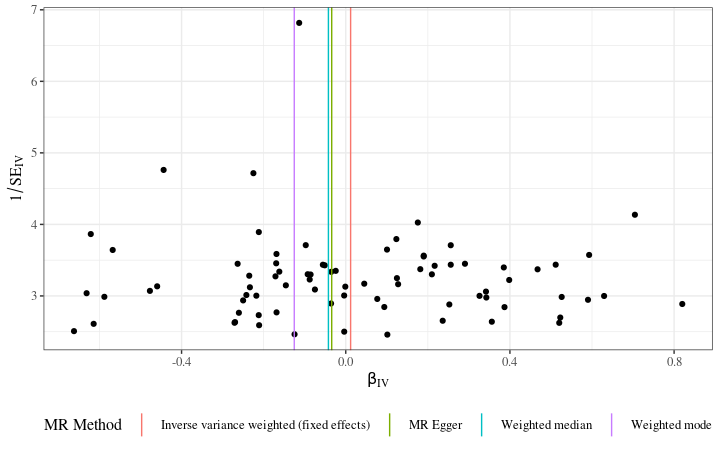 7
6
5
4
3
1/SE_IV
-0.4 0.0 0.4 0.8
β_IV
MR Method Inverse variance weighted (fixed effects) MR Egger Weighted median Weighted mode